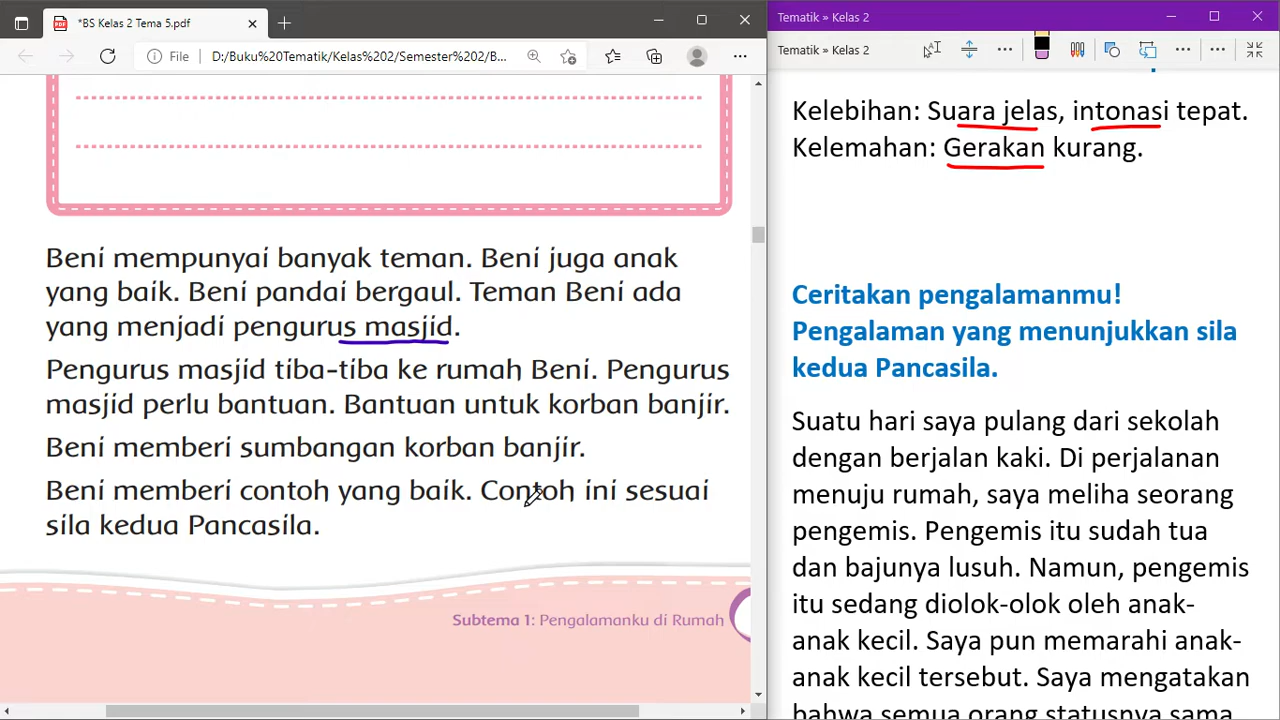 *BS Kelas 2 Tema 5.pdf
File
D:/Buku%20Tematik/Kelas%202/Semester%202/B...
Beni mempunyai banyak teman. Beni juga anak
yang baik. Beni pandai bergaul. Teman Beni ada
yang menjadi pengurus masjid.
Pengurus masjid tiba-tiba ke rumah Beni. Pengurus
masjid perlu bantuan. Bantuan untuk korban banjir.
Beni memberi sumbangan korban banjir.
Beni memberi contoh yang baik. Contoh ini sesuai
sila kedua Pancasila.
Subtema 1: Pengalamanku di Rumah
Tematik » Kelas 2
Tematik » Kelas 2
Kelebihan: Suara jelas, intonasi tepat.
Kelemahan: Gerakan kurang.
Ceritakan pengalamanmu!
Pengalaman yang menunjukkan sila
kedua Pancasila.
Suatu hari saya pulang dari sekolah
dengan berjalan kaki. Di perjalanan
menuju rumah, saya meliha seorang
pengemis. Pengemis itu sudah tua
dan bajunya lusuh. Namun, pengemis
itu sedang diolok-olok oleh anak-
anak kecil. Saya pun memarahi anak-
anak kecil tersebut. Saya mengatakan
bahwa semua orang statusnya sama